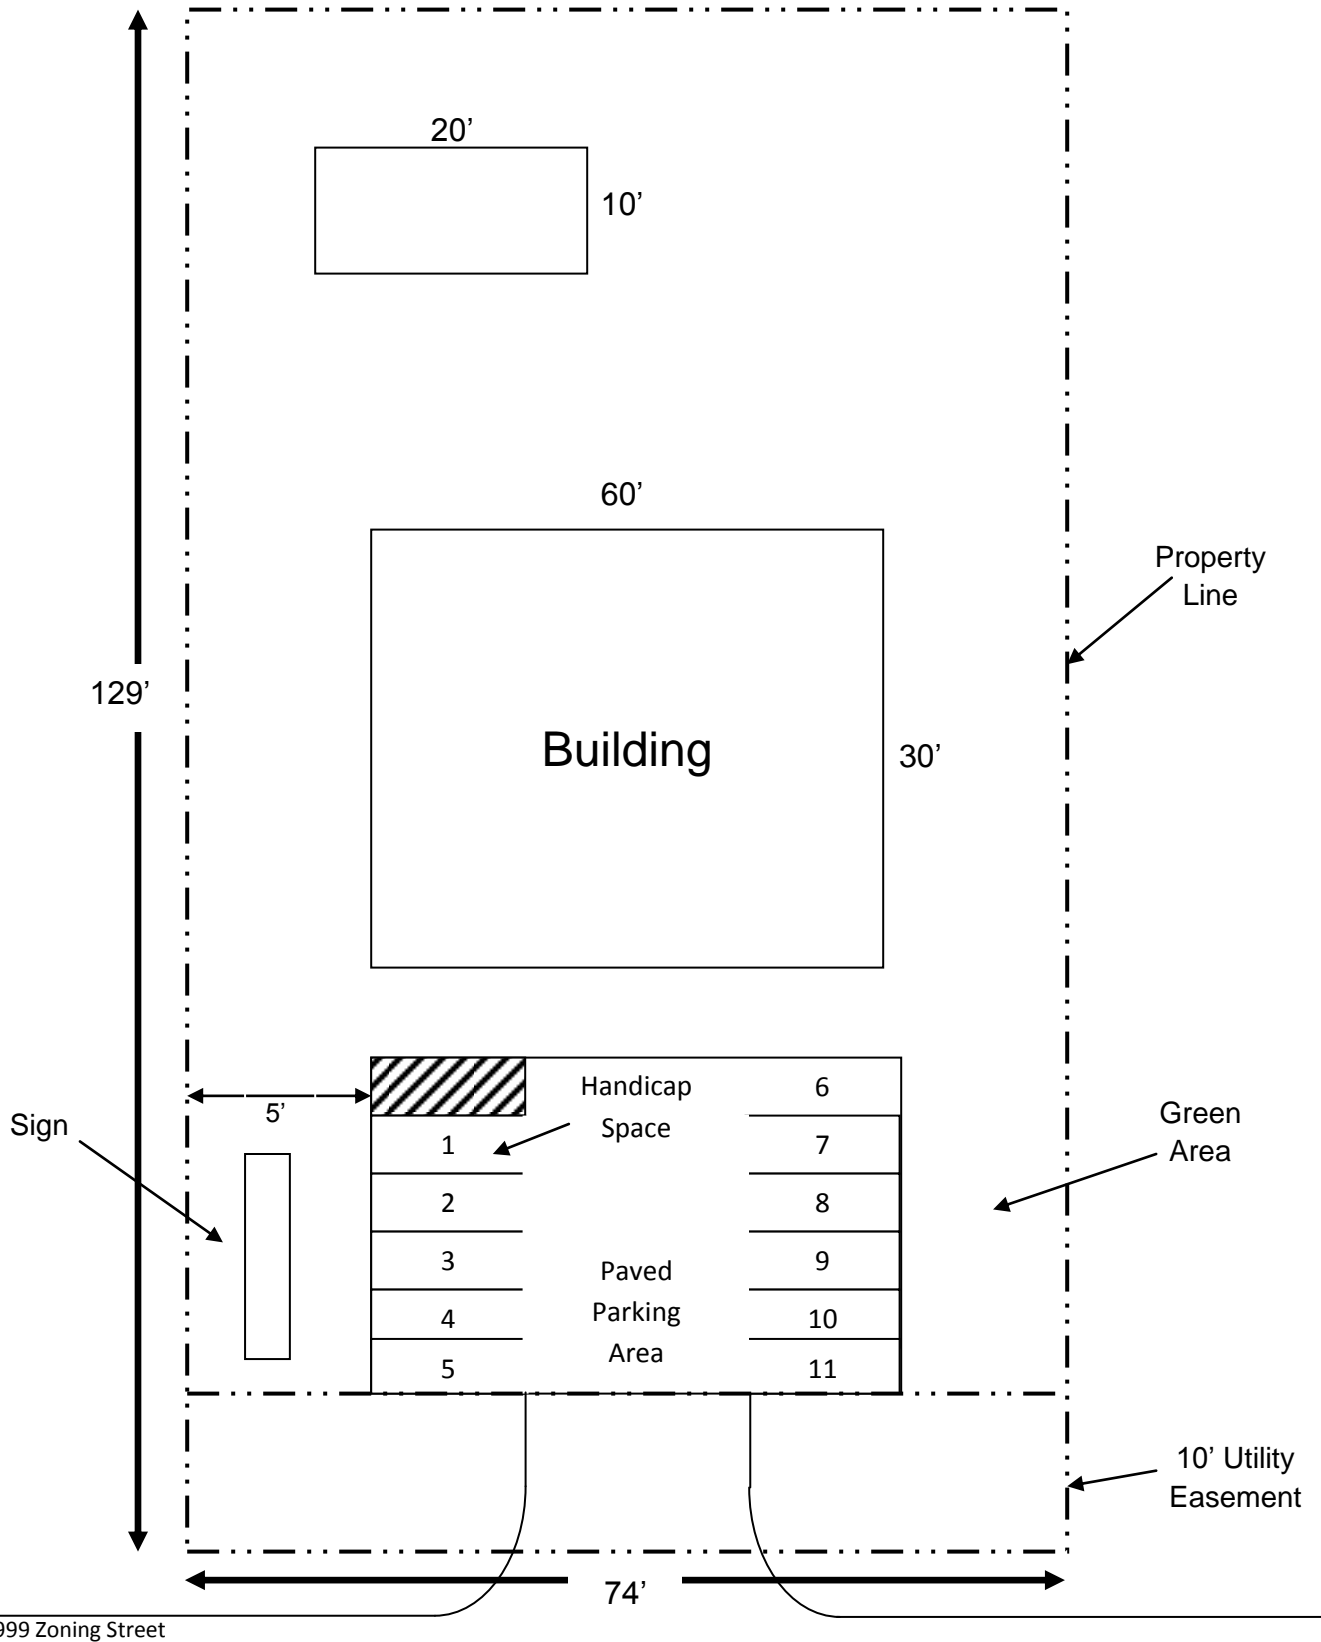 20’
10’
60’
Property
Line
129’
Building
30’
Handicap
Space
6
5’
Sign
Green
Area
1
7
2
8
3
9
Paved
Parking
Area
4
10
5
11
10’ Utility
Easement
74’
999 Zoning Street